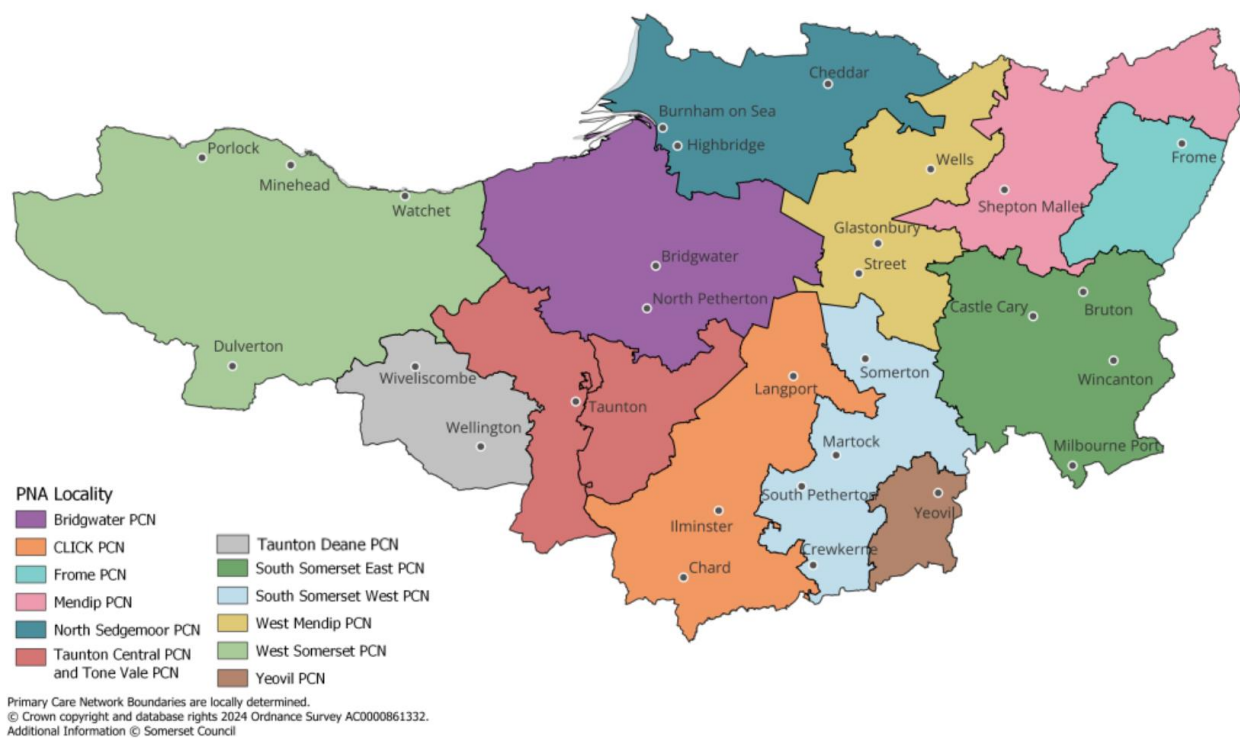 Cheddar
Burnham on Sea
Highbridge
Porlock
Minehead
Watchet
Wells
Frome
Shepton Mallet
Glastonbury
Street
Bridgwater
North Petherton
Castle Cary
Bruton
Dulverton
Wiveliscombe
Somerton
Wincanton
Langport
Taunton
Wellington
Martock
Milbourne Port
South Petherton
Yeovil
Ilminster
Crewkerne
Chard
PNA Locality
Bridgwater PCN
CLICK PCN
Frome PCN
Mendip PCN
North Sedgemoor PCN
Taunton Central PCN
and Tone Vale PCN
Taunton Deane PCN
South Somerset East PCN
South Somerset West PCN
West Mendip PCN
West Somerset PCN
Yeovil PCN
Primary Care Network Boundaries are locally determined.
© Crown copyright and database rights 2024 Ordnance Survey AC0000861332.
Additional Information © Somerset Council